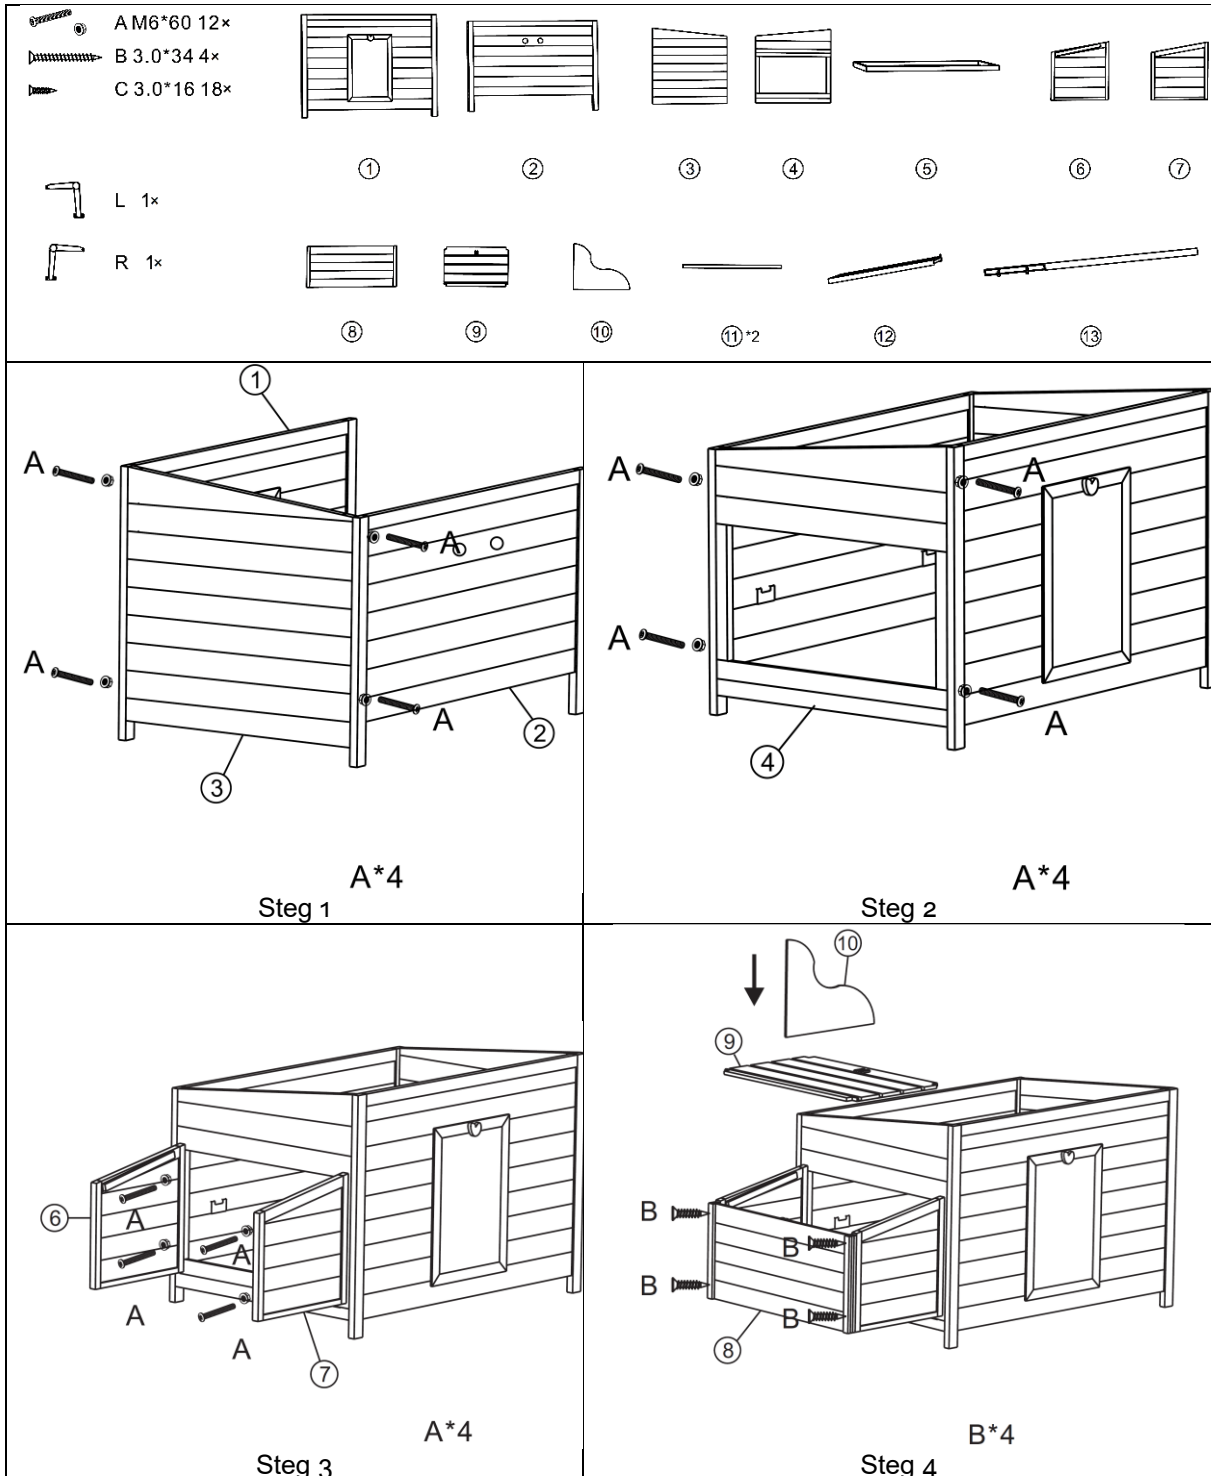 A M6*60 12×
B 3.0*34 4×
C 3.0*16 18×
① ② ③ ④ ⑤ ⑥ ⑦
L 1×
R 1×
⑧ ⑨ ⑩ ⑪*2 ⑫ ⑬
①
A
A
A
A
②
③
A*4
Steg 1
A
A
A
A
④
A*4
Steg 2
⑥
A
A
A
A
⑦
A*4
Steg 3
⑩
⑨
B
B
B
B
⑧
B*4
Steg 4